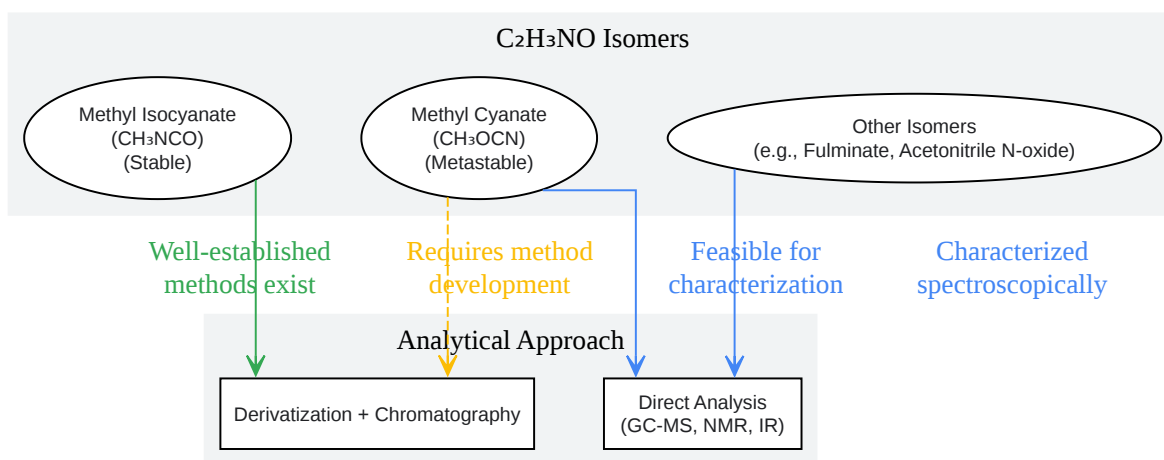 C₂H₃NO Isomers
Methyl Isocyanate
(CH₃NCO)
(Stable)
Methyl Cyanate
(CH₃OCN)
(Metastable)
Other Isomers
(e.g., Fulminate, Acetonitrile N-oxide)
Well-established
methods exist
Requires method
development
Feasible for
characterization
Characterized
spectroscopically
Analytical Approach
Derivatization + Chromatography
Direct Analysis
(GC-MS, NMR, IR)